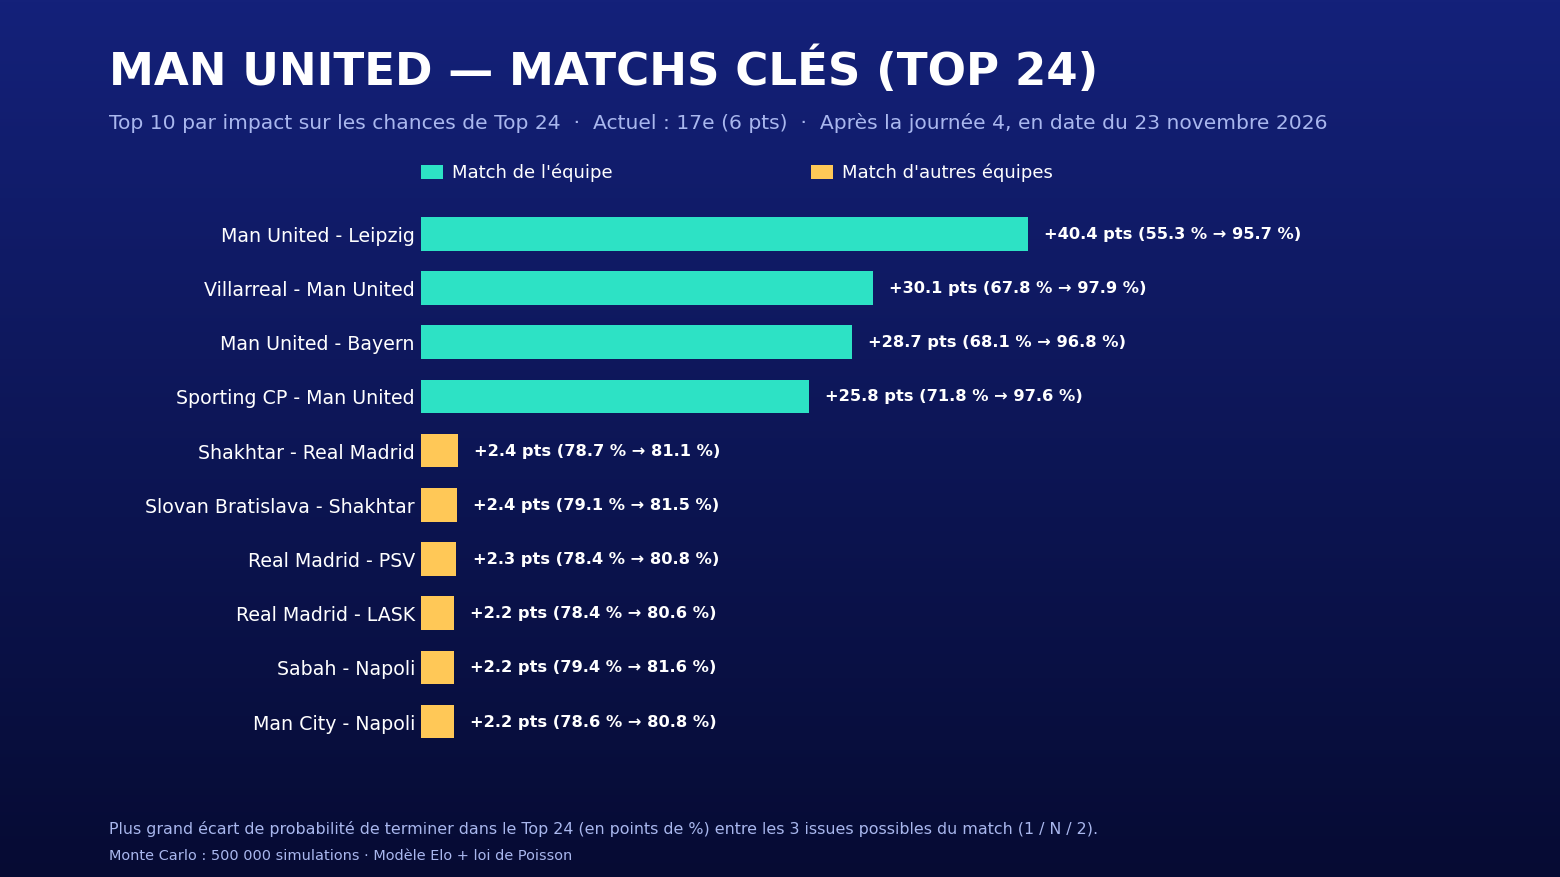 MAN UNITED — MATCHS CLÉS (TOP 24)
Top 10 par impact sur les chances de Top 24 · Actuel : 17e (6 pts) · Après la journée 4, en date du 23 novembre 2026
Match de l'équipe Match d'autres équipes
Man United - Leipzig +40.4 pts (55.3 % → 95.7 %)
Villarreal - Man United +30.1 pts (67.8 % → 97.9 %)
Man United - Bayern +28.7 pts (68.1 % → 96.8 %)
Sporting CP - Man United +25.8 pts (71.8 % → 97.6 %)
Shakhtar - Real Madrid +2.4 pts (78.7 % → 81.1 %)
Slovan Bratislava - Shakhtar +2.4 pts (79.1 % → 81.5 %)
Real Madrid - PSV +2.3 pts (78.4 % → 80.8 %)
Real Madrid - LASK +2.2 pts (78.4 % → 80.6 %)
Sabah - Napoli +2.2 pts (79.4 % → 81.6 %)
Man City - Napoli +2.2 pts (78.6 % → 80.8 %)
Plus grand écart de probabilité de terminer dans le Top 24 (en points de %) entre les 3 issues possibles du match (1 / N / 2).
Monte Carlo : 500 000 simulations · Modèle Elo + loi de Poisson